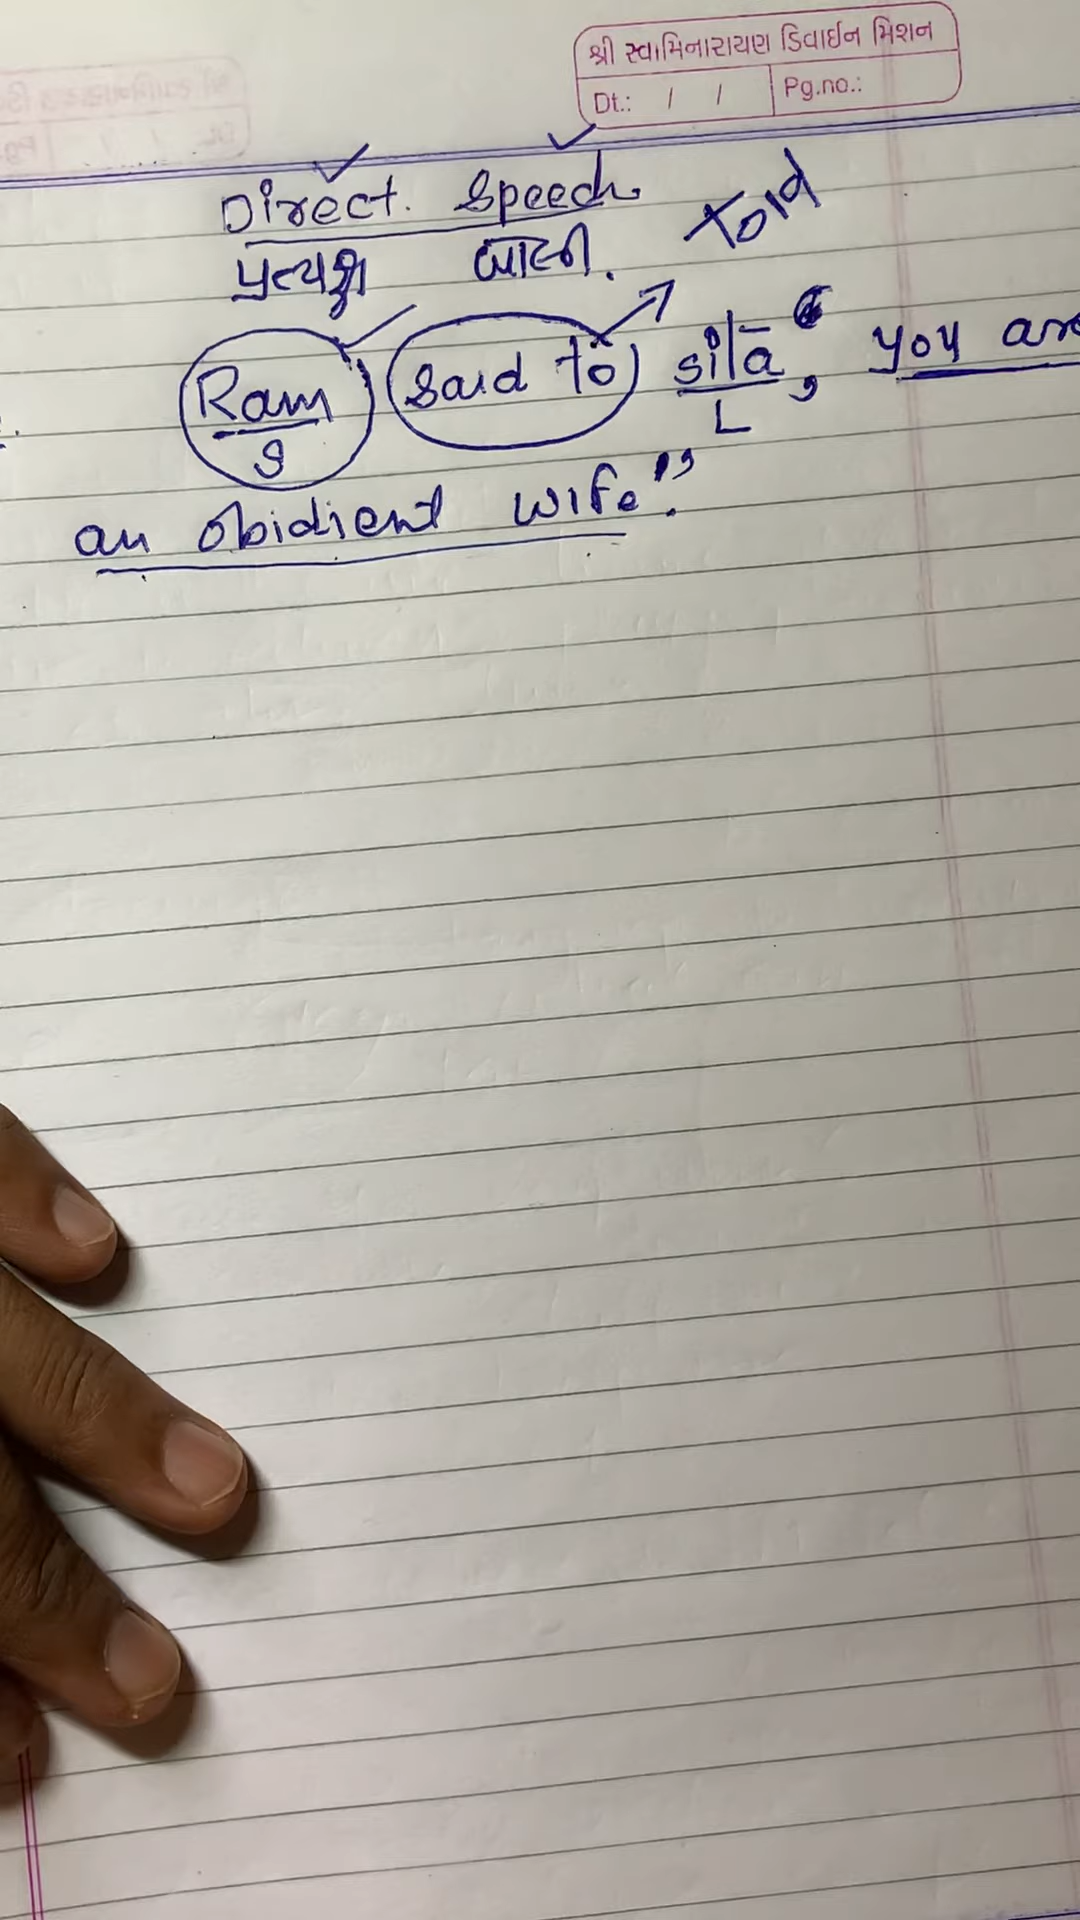 શ્રી સ્વામિનારાયણ ડિવાઈન મિશન
Dt.: / / Pg.no.:
Direct. Speech
પ્રત્યક્ષ
Told
Ram said to sita, “you are
S L
an obidient wife”.